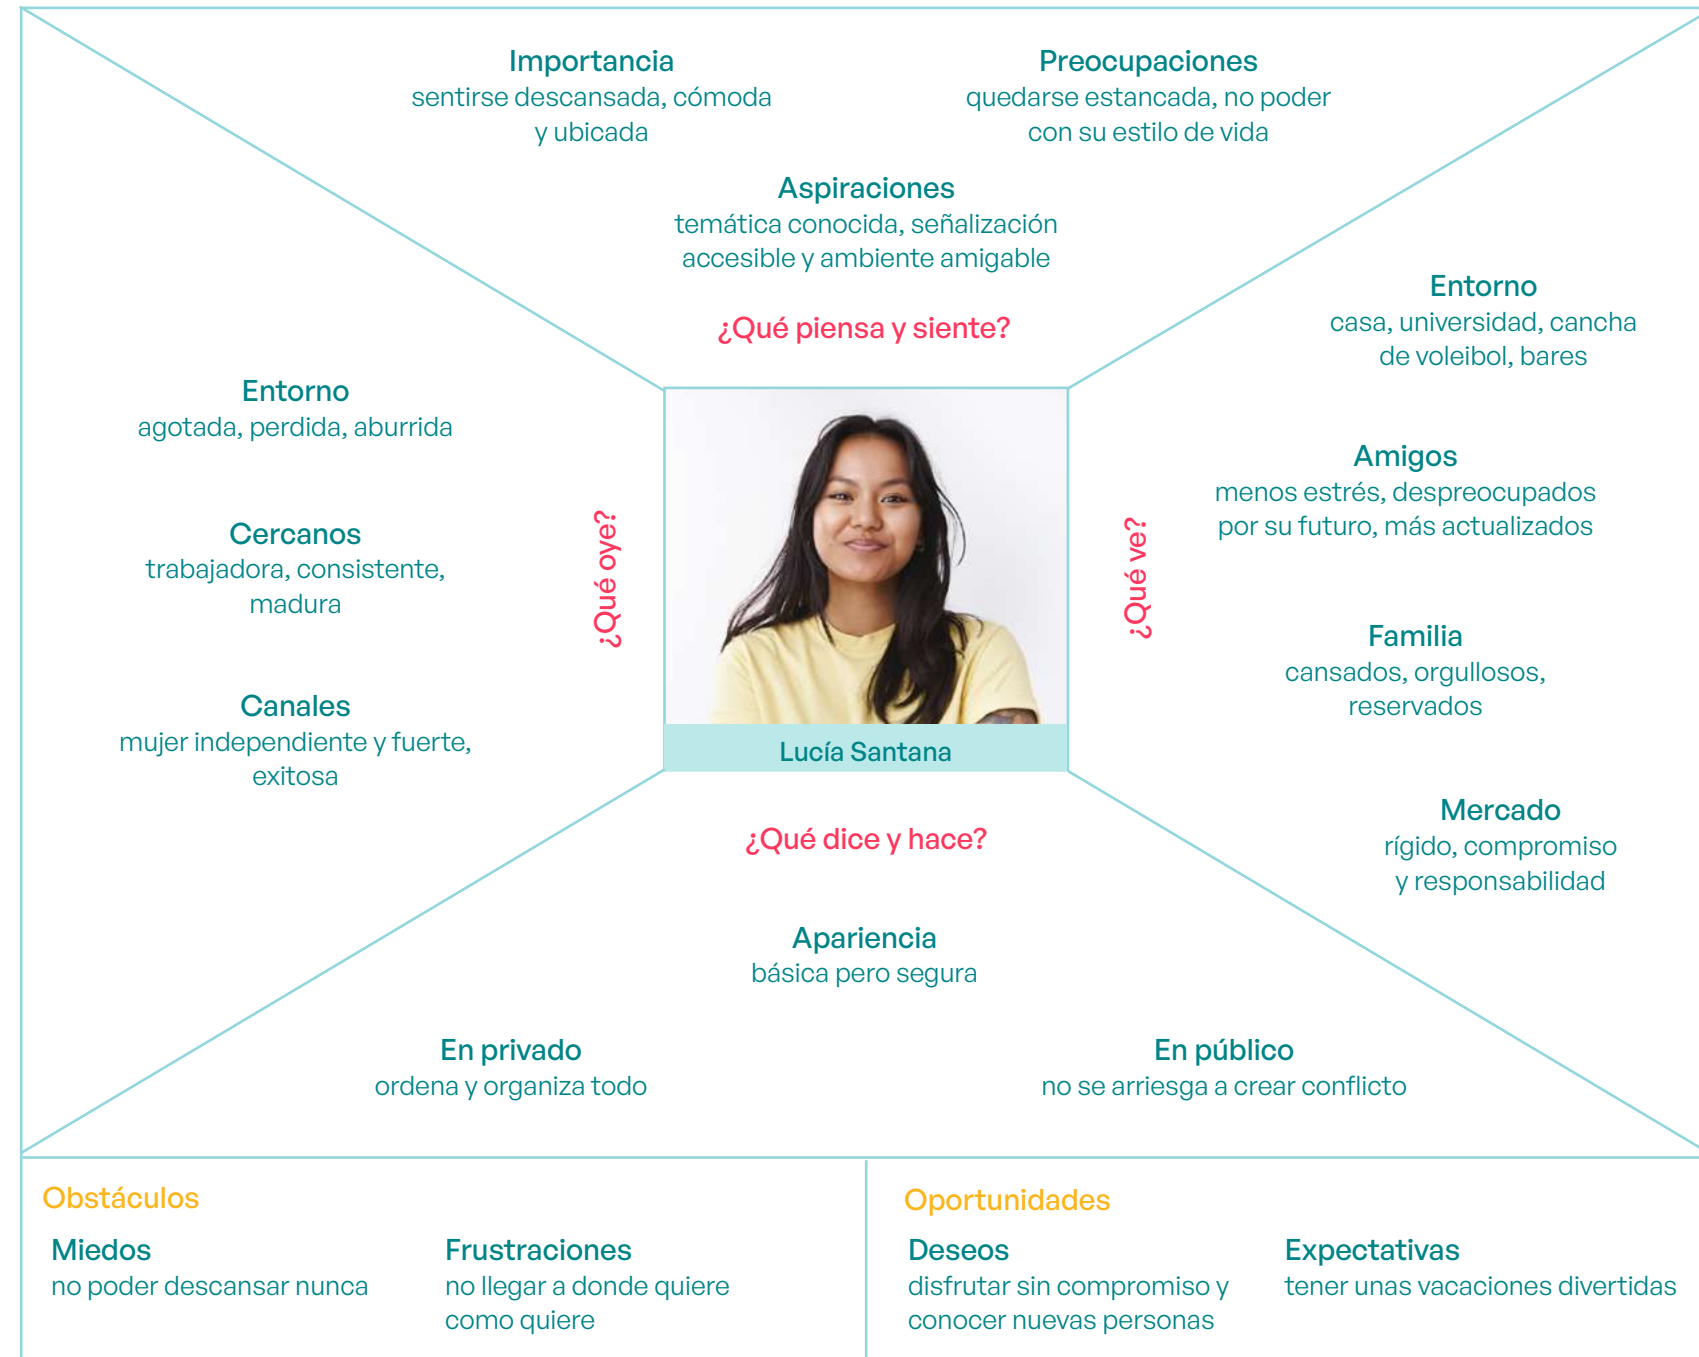 Importancia
sentirse descansada, cómoda
y ubicada
Preocupaciones
quedarse estancada, no poder
con su estilo de vida
Aspiraciones
temática conocida, señalización
accesible y ambiente amigable
¿Qué piensa y siente?
Entorno
agotada, perdida, aburrida
Cercanos
trabajadora, consistente,
madura
Canales
mujer independiente y fuerte,
exitosa
¿Qué oye?
Lucía Santana
¿Qué ve?
Entorno
casa, universidad, cancha
de voleibol, bares
Amigos
menos estrés, despreocupados
por su futuro, más actualizados
Familia
cansados, orgullosos,
reservados
Mercado
rígido, compromiso
y responsabilidad
¿Qué dice y hace?
Apariencia
básica pero segura
En privado
ordena y organiza todo
En público
no se arriesga a crear conflicto
Obstáculos
Miedos
no poder descansar nunca
Frustraciones
no llegar a donde quiere
como quiere
Oportunidades
Deseos
disfrutar sin compromiso y
conocer nuevas personas
Expectativas
tener unas vacaciones divertidas